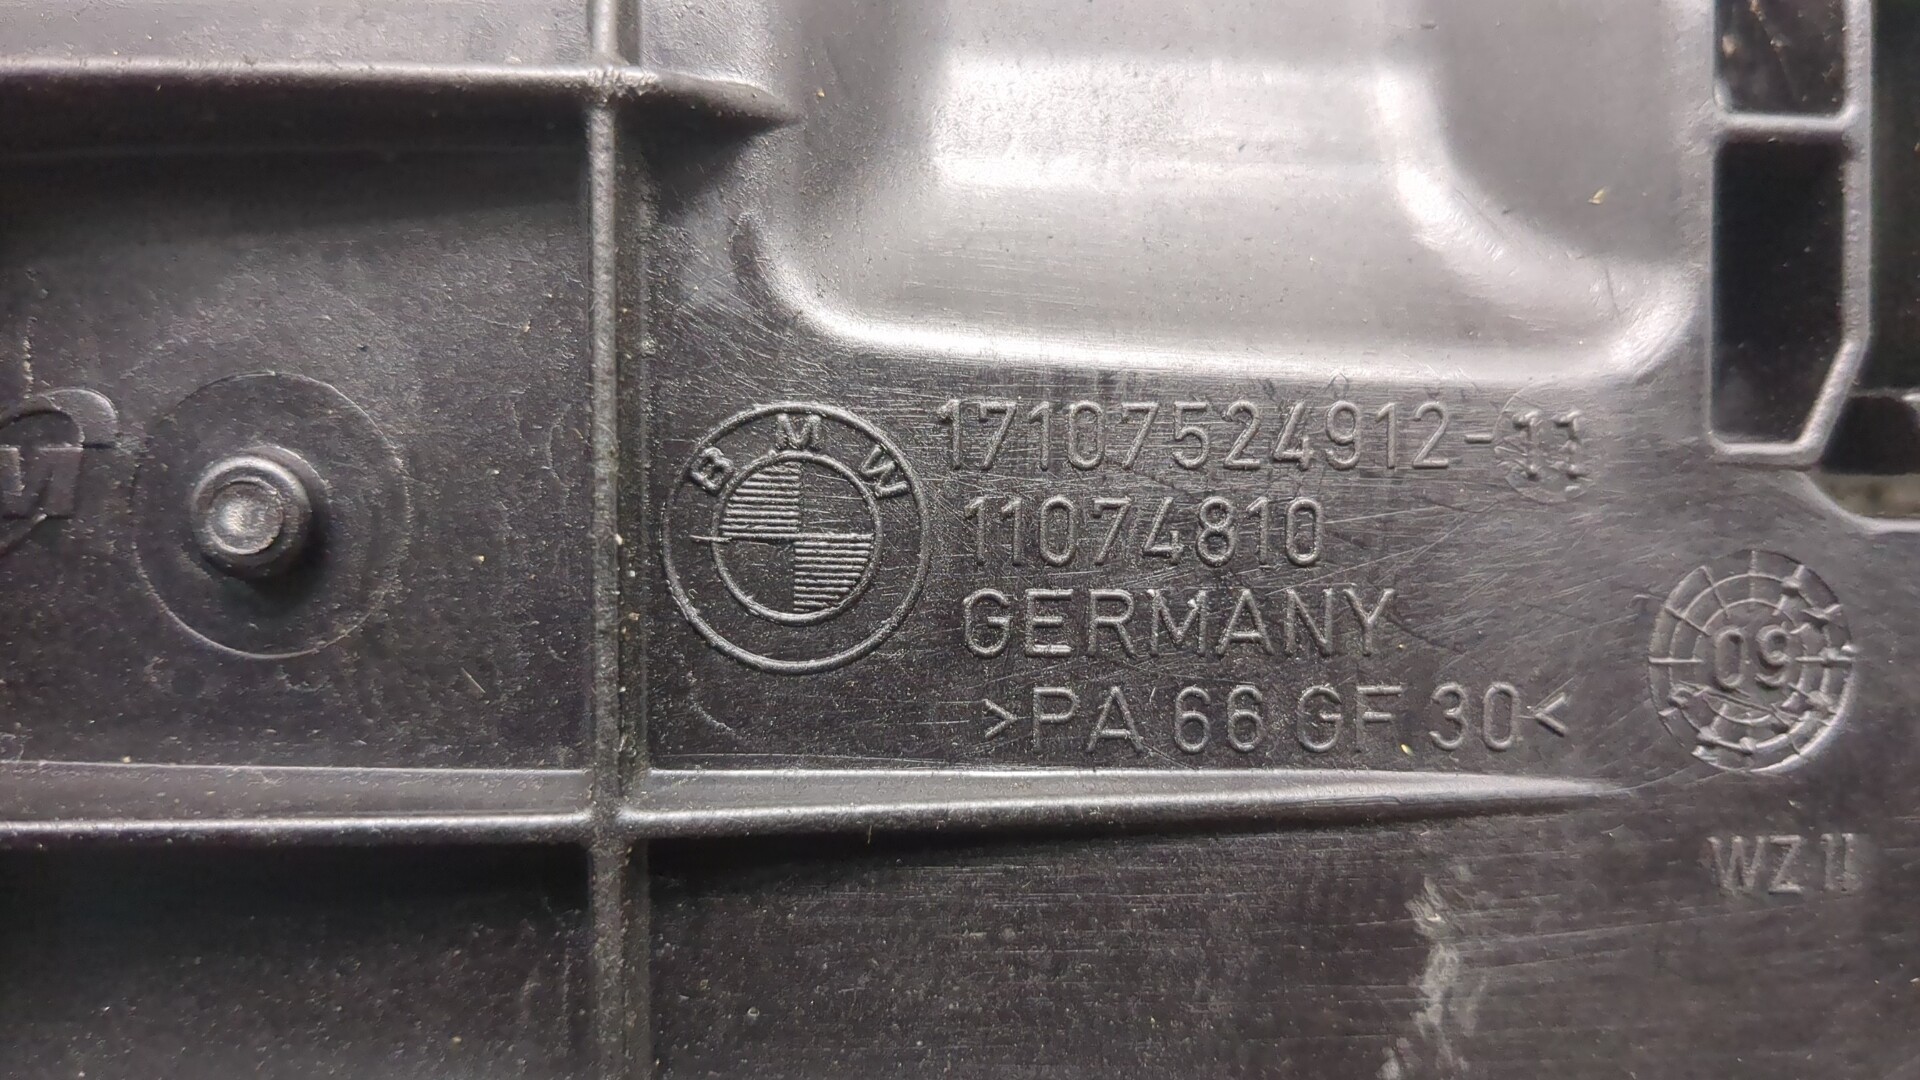 BMW
17107524912-11
11074810
GERMANY
>PA 66 GF 30<
09
WZ II